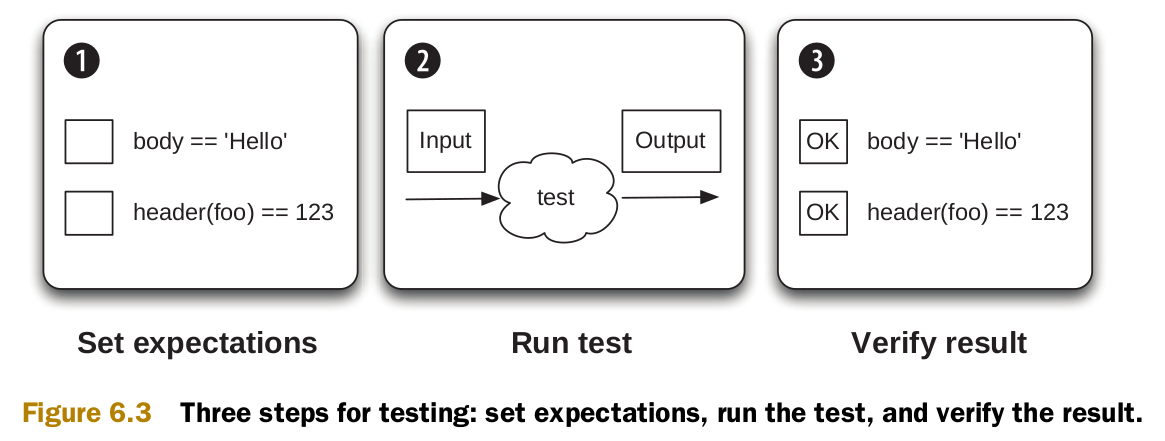 1
body == 'Hello'
header(foo) == 123
Set expectations
2
Input
Output
test
Run test
3
OK body == 'Hello'
OK header(foo) == 123
Verify result
Figure 6.3 Three steps for testing: set expectations, run the test, and verify the result.